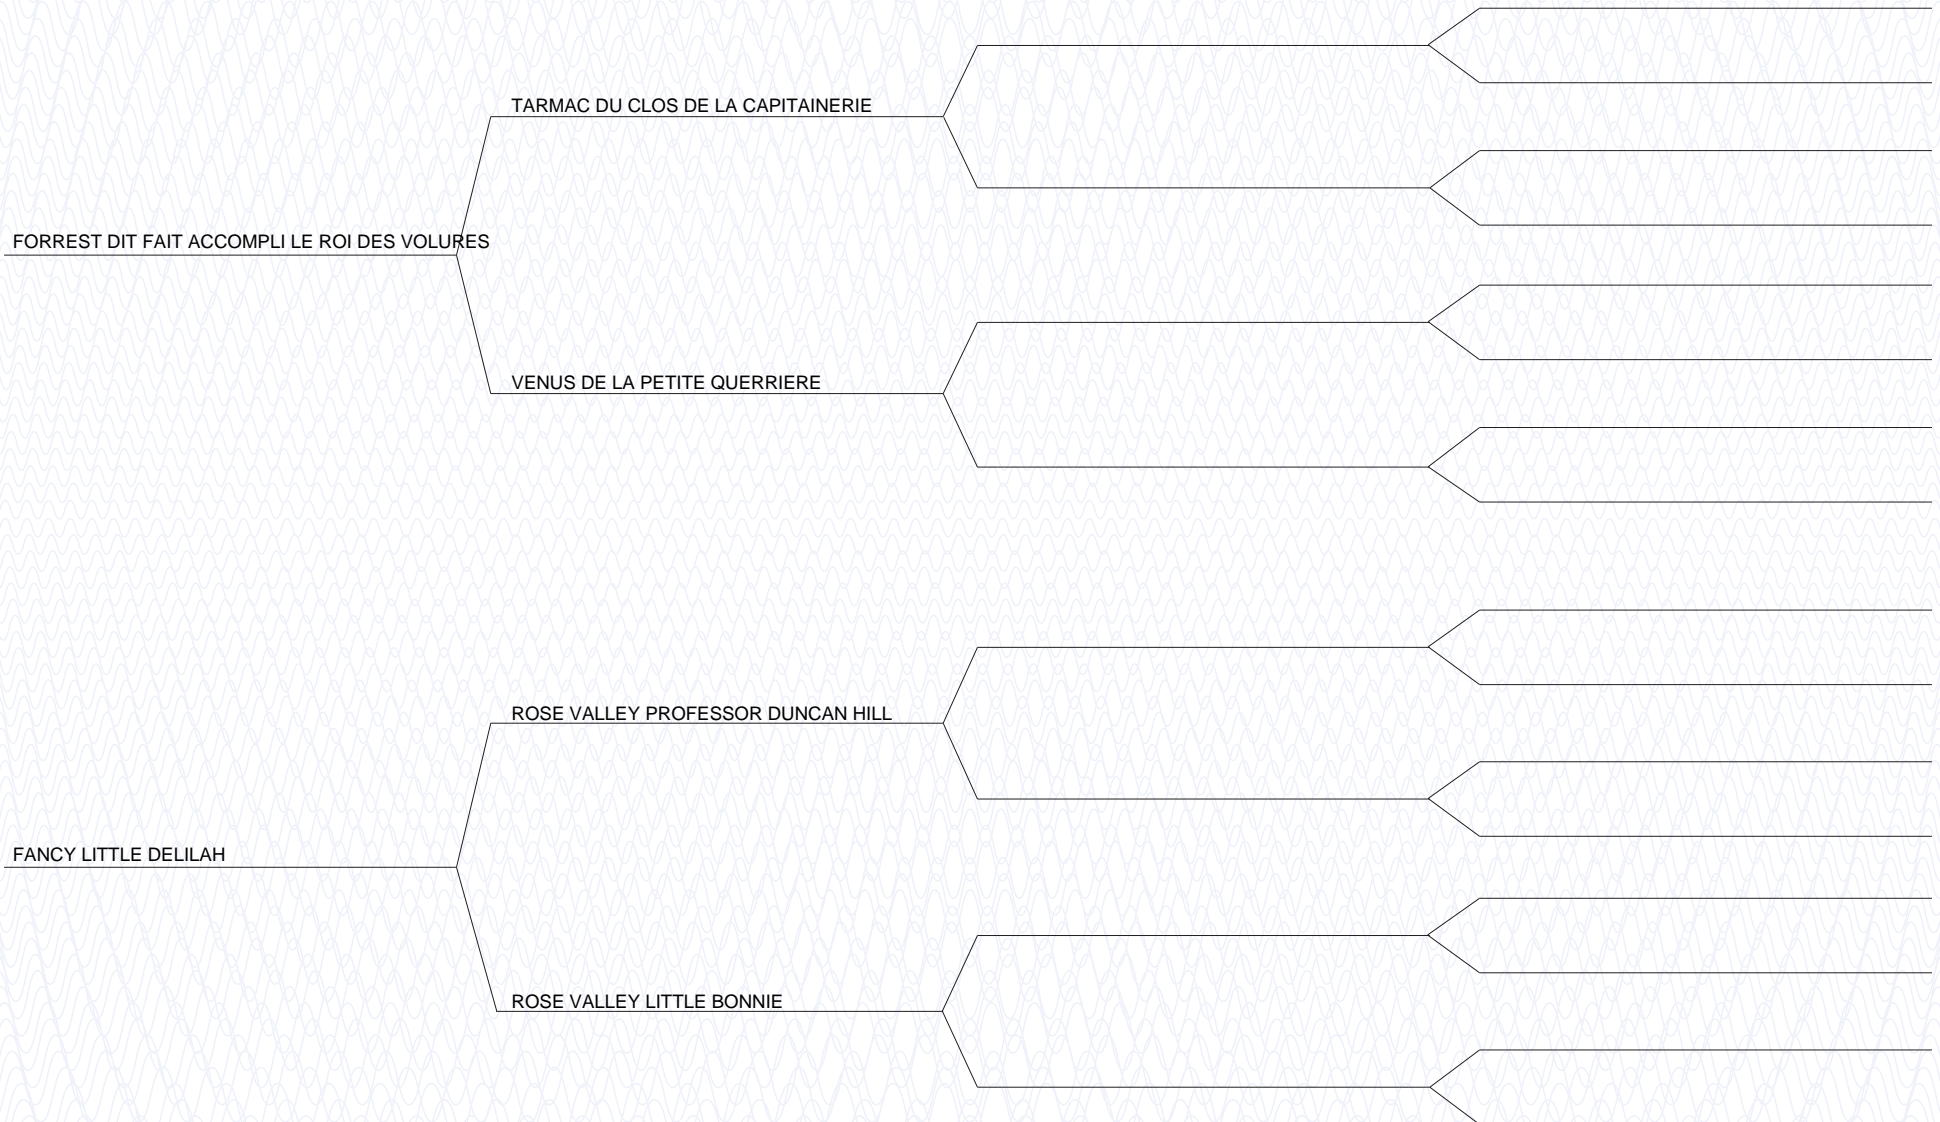 TARMAC DU CLOS DE LA CAPITAINERIE
FORREST DIT FAIT ACCOMPLI LE ROI DES VOLURES
VENUS DE LA PETITE QUERRIERE
ROSE VALLEY PROFESSOR DUNCAN HILL
FANCY LITTLE DELILAH
ROSE VALLEY LITTLE BONNIE